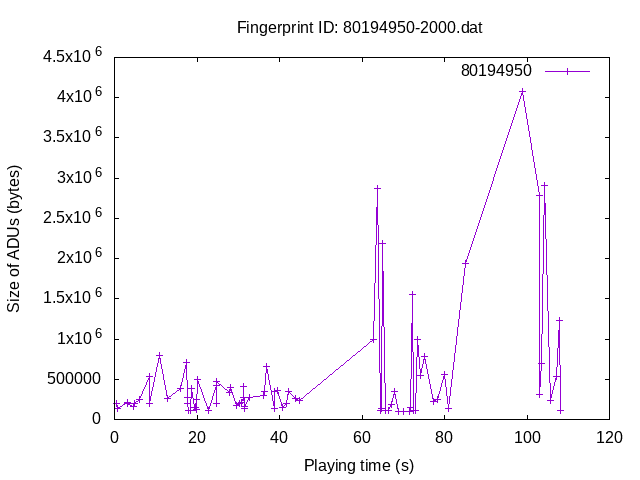 Fingerprint ID: 80194950-2000.dat
80194950
Size of ADUs (bytes)
4.5x10^6
4x10^6
3.5x10^6
3x10^6
2.5x10^6
2x10^6
1.5x10^6
1x10^6
500000
0
0 20 40 60 80 100 120
Playing time (s)